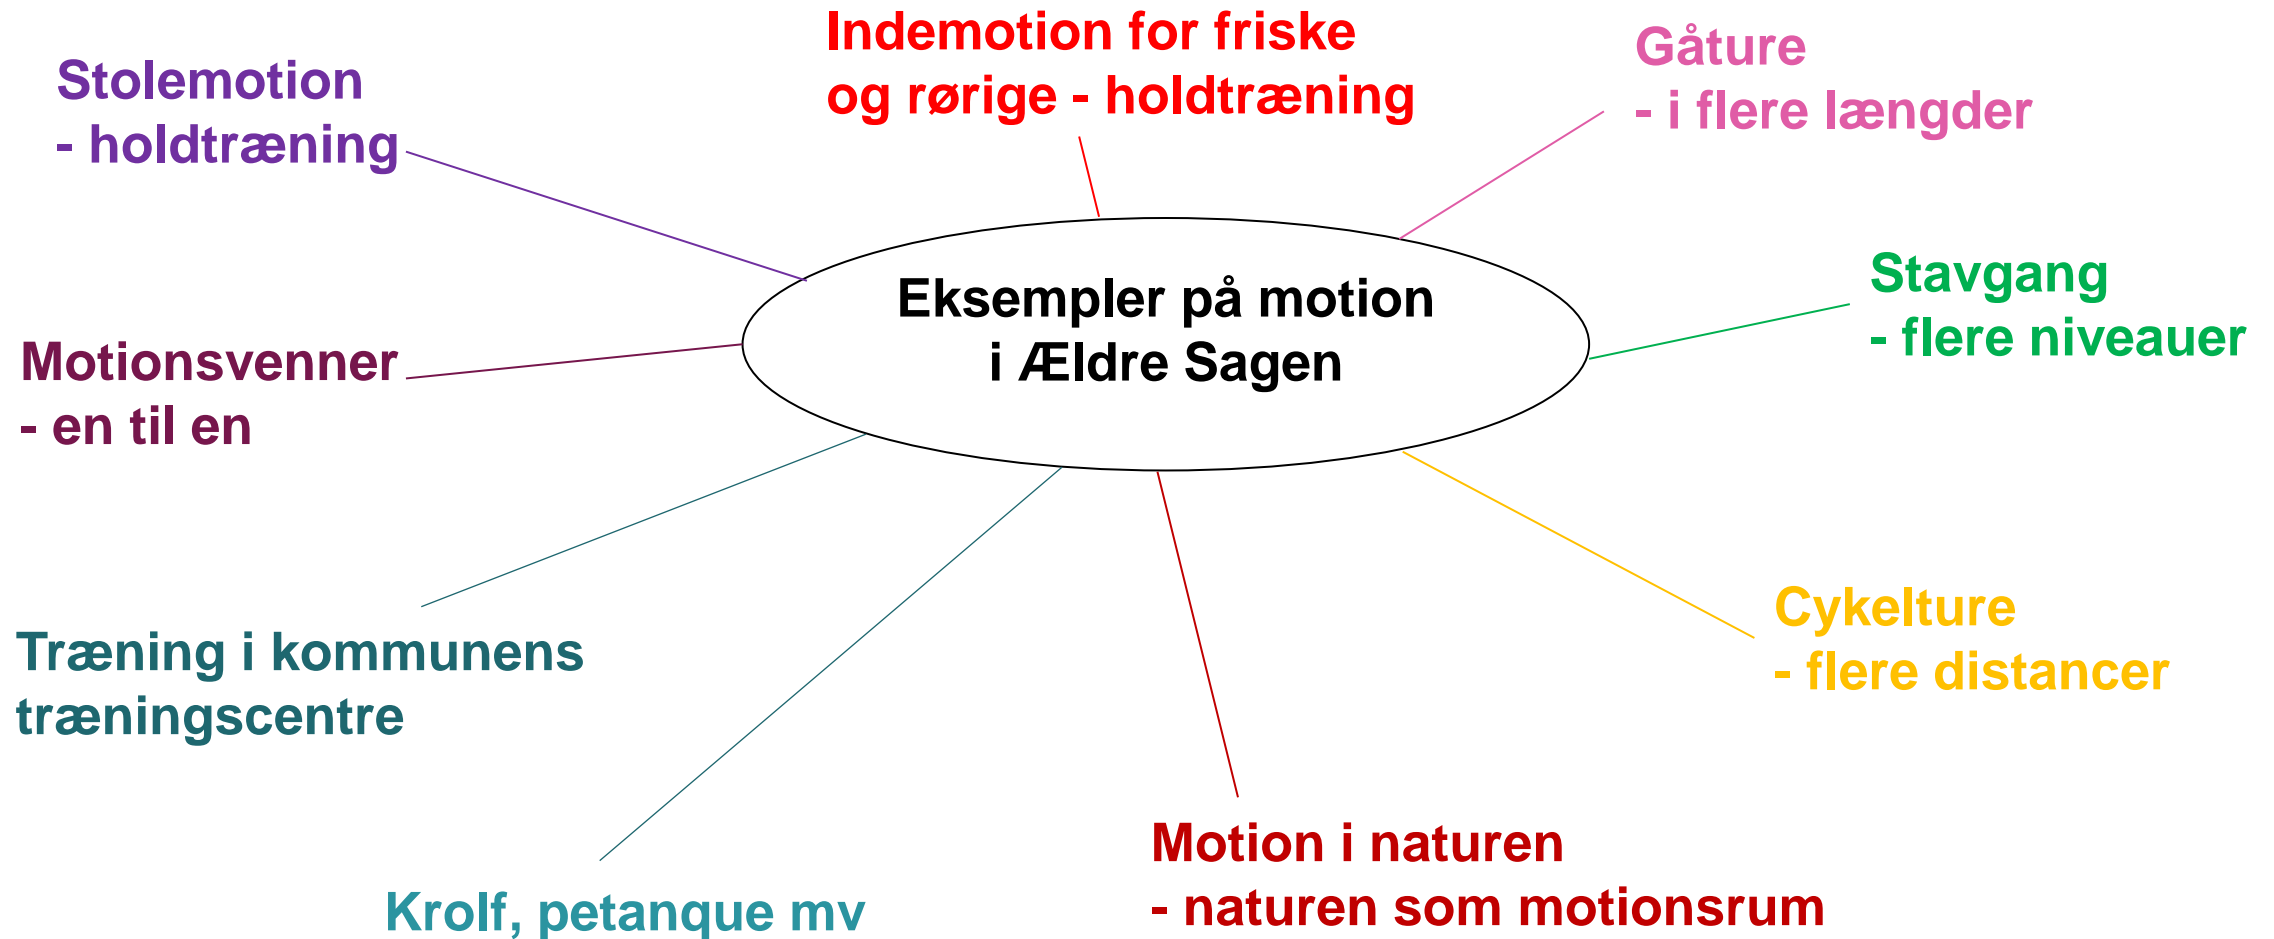 Indemotion for friske
og rørige - holdtræning
Gåture
- i flere længder
Stolemotion
- holdtræning
Eksempler på motion
i Ældre Sagen
Stavgang
- flere niveauer
Motionsvenner
- en til en
Cykelture
- flere distancer
Træning i kommunens
træningscentre
Motion i naturen
- naturen som motionsrum
Krolf, petanque mv